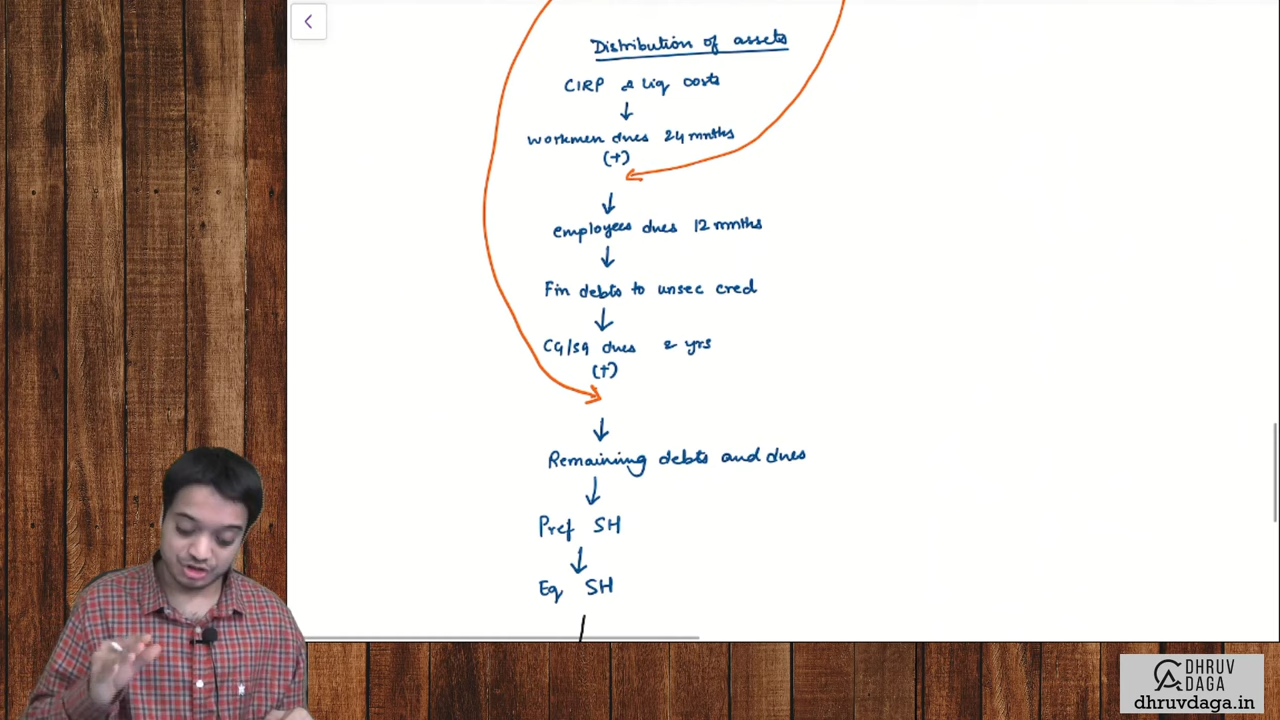 Distribution of assets
CIRP & liq costs
↓
workmen dues 24 mnths
(+)
↓
employees dues 12 mnths
↓
Fin debts to unsec cred
↓
CG/SG dues 2 yrs
(+)
↓
Remaining debts and dues
↓
Pref SH
↓
Eq SH
DHRUV
DAGA
dhruvdaga.in